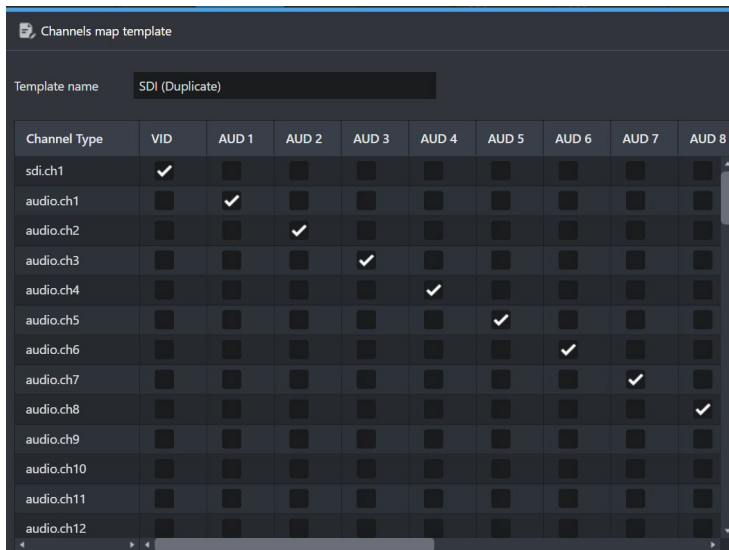 Channels map template
Template name SDI (Duplicate)
Channel Type VID AUD 1 AUD 2 AUD 3 AUD 4 AUD 5 AUD 6 AUD 7 AUD 8
sdi.ch1
audio.ch1
audio.ch2
audio.ch3
audio.ch4
audio.ch5
audio.ch6
audio.ch7
audio.ch8
audio.ch9
audio.ch10
audio.ch11
audio.ch12